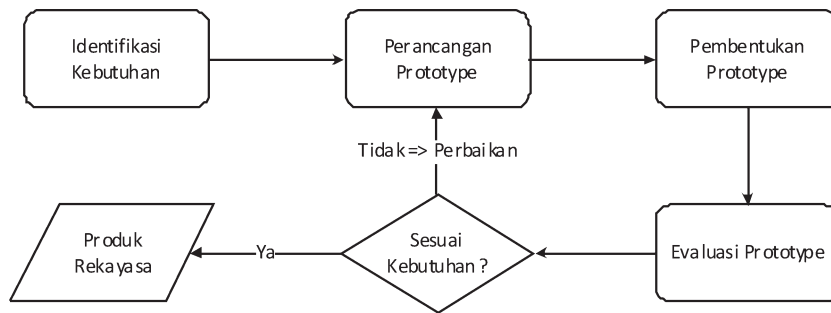 Identifikasi
Kebutuhan
Perancangan
Prototype
Pembentukan
Prototype
Tidak => Perbaikan
Produk
Rekayasa
Ya
Sesuai
Kebutuhan ?
Evaluasi Prototype